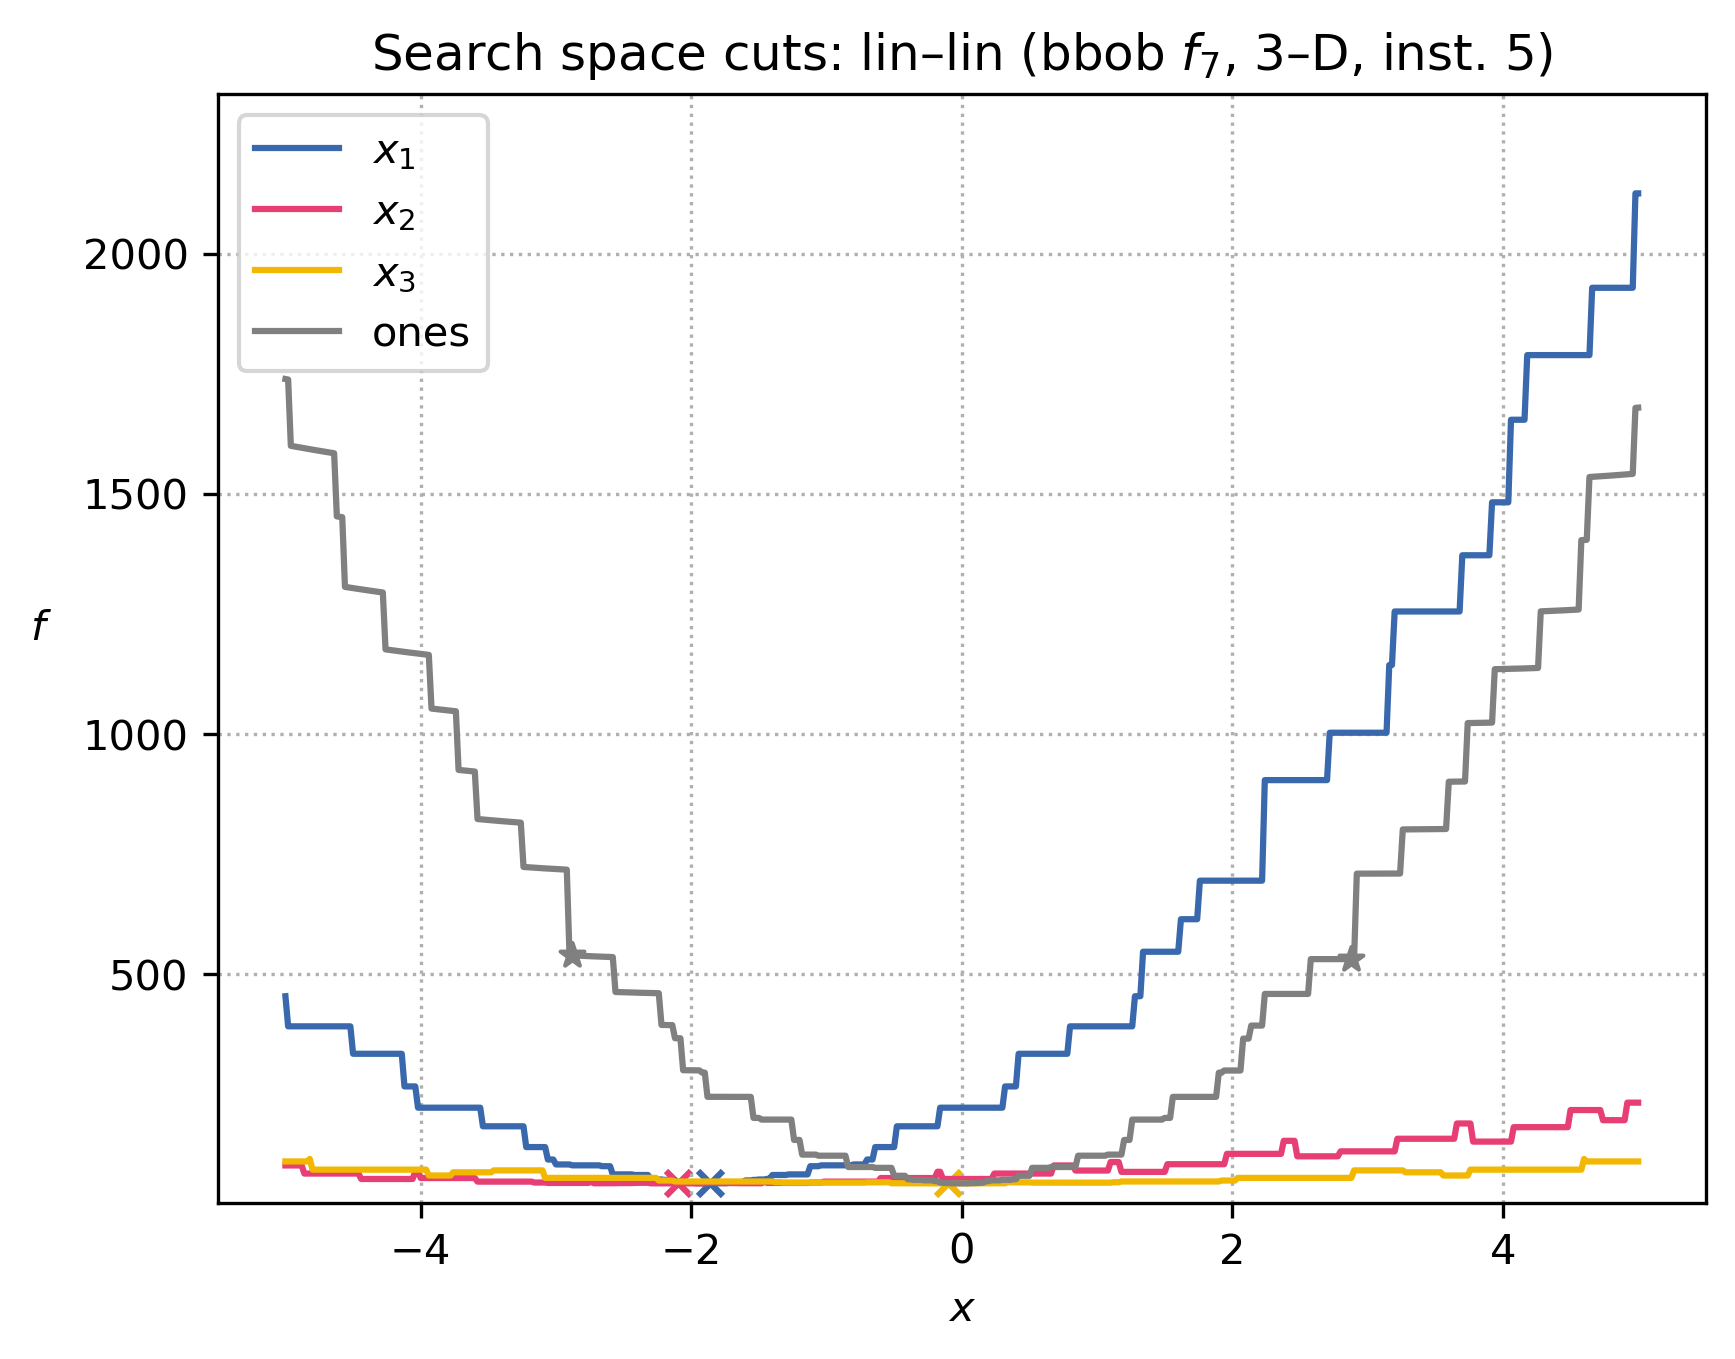 Search space cuts: lin–lin (bbob f₇, 3–D, inst. 5)
x₁
x₂
x₃
ones
2000
1500
1000
500
f
−4
−2
0
2
4
x